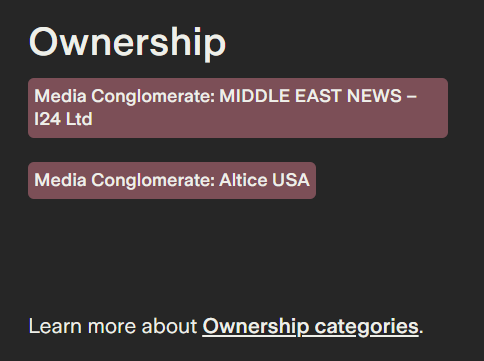 Ownership
Media Conglomerate: MIDDLE EAST NEWS –
I24 Ltd
Media Conglomerate: Altice USA
Learn more about Ownership categories.